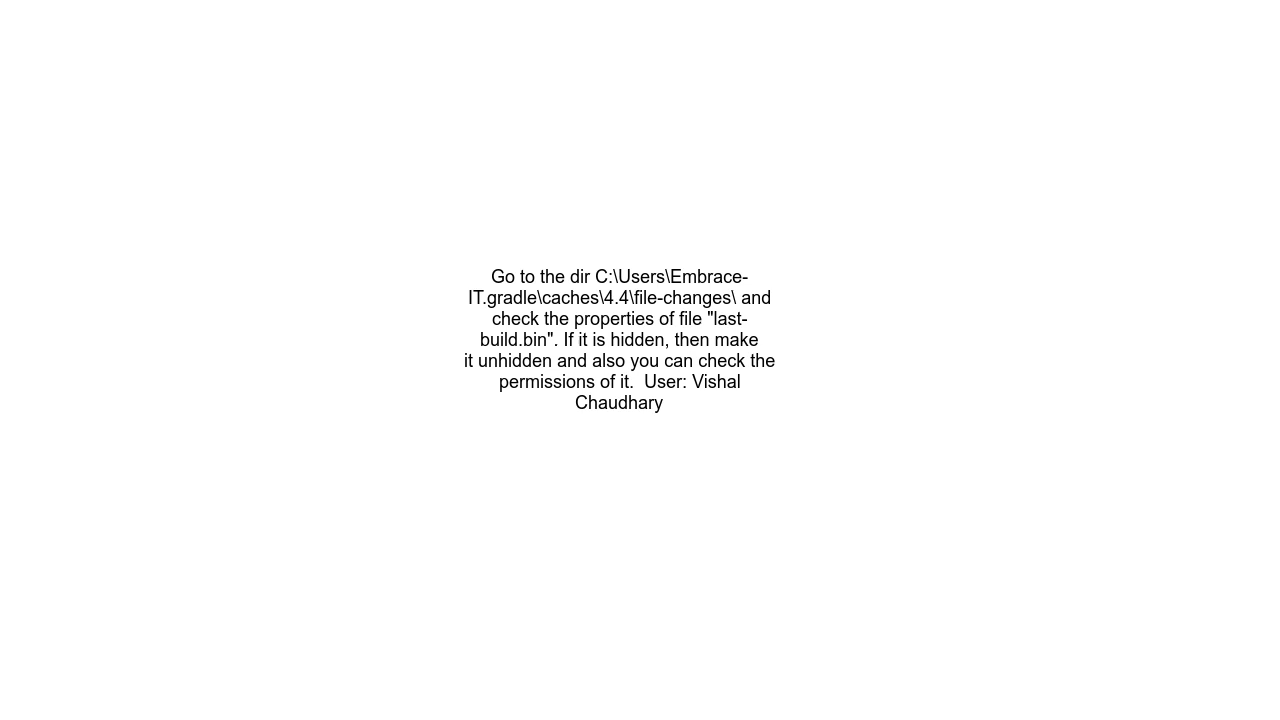 Go to the dir C:\Users\Embrace-
IT.gradle\caches\4.4\file-changes\ and
check the properties of file "last-
build.bin". If it is hidden, then make
it unhidden and also you can check the
permissions of it.  User: Vishal
Chaudhary